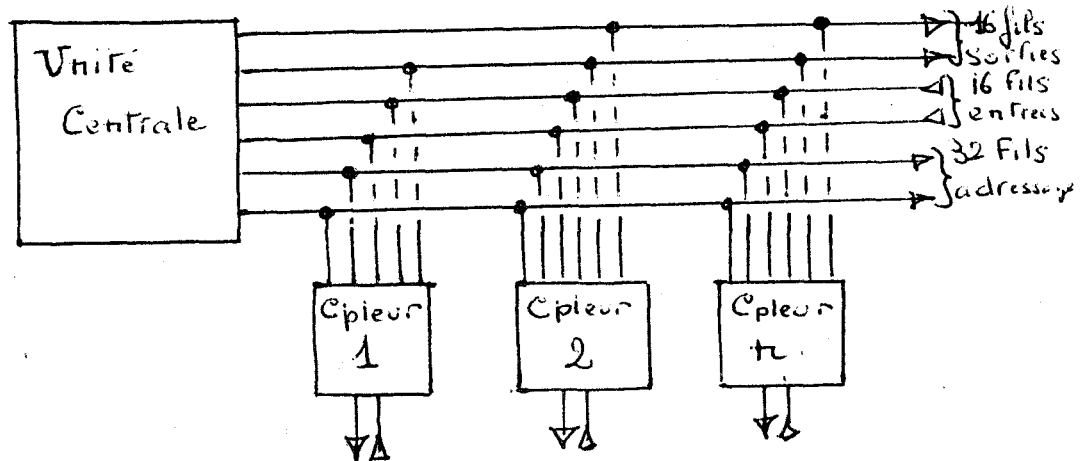 Unité
Centrale
16 fils
sorties
16 fils
entrées
32 Fils
adressage
Cpleur
1
Cpleur
2
Cpleur
n